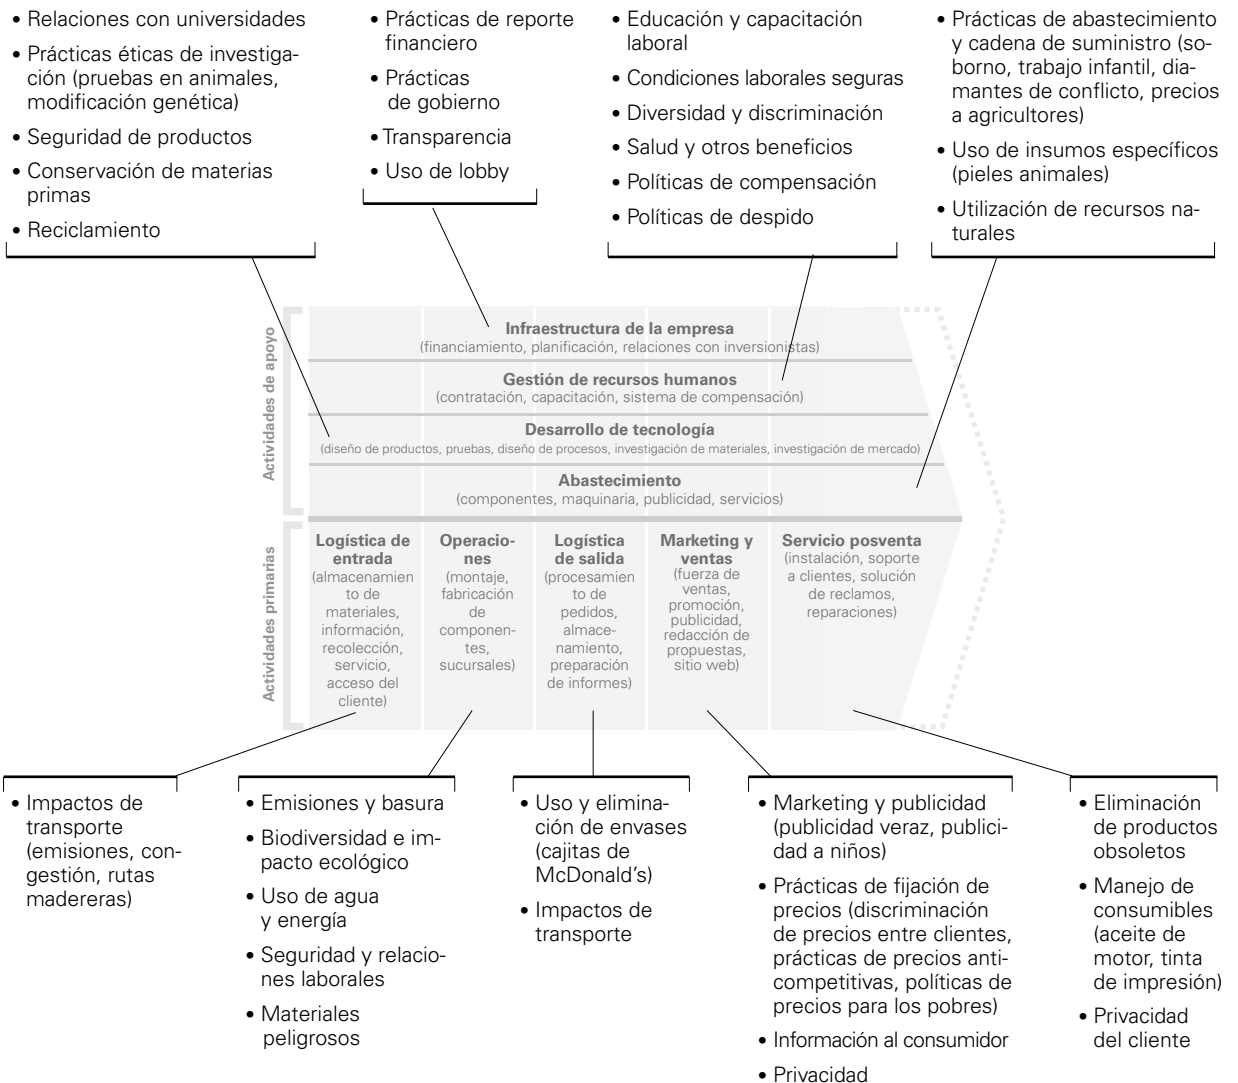 • Relaciones con universidades
• Prácticas éticas de investiga-
ción (pruebas en animales,
modificación genética)
• Seguridad de productos
• Conservación de materias
primas
• Reciclamiento
• Prácticas de reporte
financiero
• Prácticas
de gobierno
• Transparencia
• Uso de lobby
• Educación y capacitación
laboral
• Condiciones laborales seguras
• Diversidad y discriminación
• Salud y otros beneficios
• Políticas de compensación
• Políticas de despido
• Prácticas de abastecimiento
y cadena de suministro (so-
borno, trabajo infantil, dia-
mantes de conflicto, precios
a agricultores)
• Uso de insumos específicos
(pieles animales)
• Utilización de recursos na-
turales
Actividades de apoyo
Infraestructura de la empresa
(financiamiento, planificación, relaciones con inversionistas)
Gestión de recursos humanos
(contratación, capacitación, sistema de compensación)
Desarrollo de tecnología
(diseño de productos, pruebas, diseño de procesos, investigación de materiales, investigación de mercado)
Abastecimiento
(componentes, maquinaria, publicidad, servicios)
Actividades primarias
Logística de
entrada
(almacenamien
to de
materiales,
información,
recolección,
servicio,
acceso del
cliente)
Operacio-
nes
(montaje,
fabricación
de
componen-
tes,
sucursales)
Logística
de salida
(procesamien
to de
pedidos,
almace-
namiento,
preparación
de informes)
Marketing y
ventas
(fuerza de
ventas,
promoción,
publicidad,
redacción de
propuestas,
sitio web)
Servicio posventa
(instalación, soporte
a clientes, solución
de reclamos,
reparaciones)
• Impactos de
transporte
(emisiones, con-
gestión, rutas
madereras)
• Emisiones y basura
• Biodiversidad e im-
pacto ecológico
• Uso de agua
y energía
• Seguridad y relacio-
nes laborales
• Materiales
peligrosos
• Uso y elimina-
ción de envases
(cajitas de
McDonald’s)
• Impactos de
transporte
• Marketing y publicidad
(publicidad veraz, publici-
dad a niños)
• Prácticas de fijación de
precios (discriminación
de precios entre clientes,
prácticas de precios anti-
competitivas, políticas de
precios para los pobres)
• Información al consumidor
• Privacidad
• Eliminación
de productos
obsoletos
• Manejo de
consumibles
(aceite de
motor, tinta
de impresión)
• Privacidad
del cliente